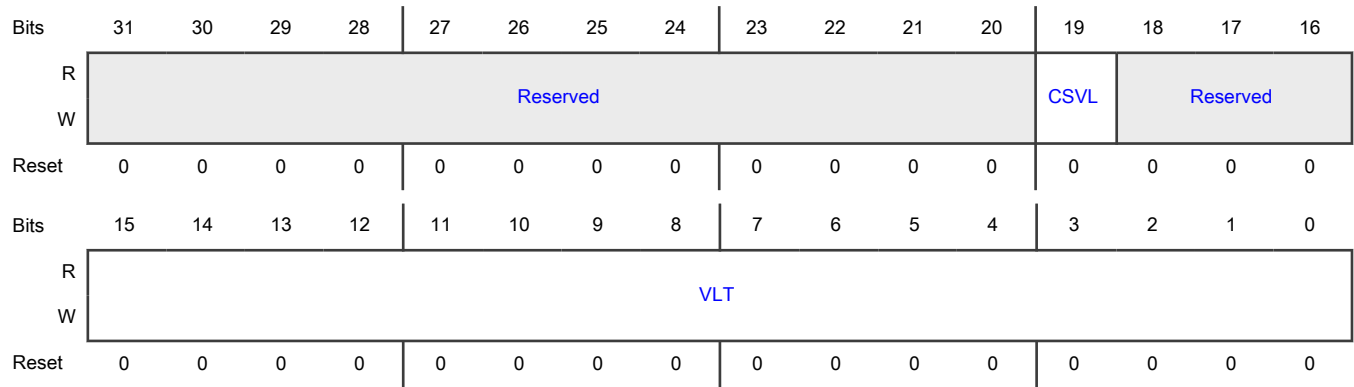 Bits 31 30 29 28 27 26 25 24 23 22 21 20 19 18 17 16
R
Reserved CSVL Reserved
W
Reset 0 0 0 0 0 0 0 0 0 0 0 0 0 0 0 0
Bits 15 14 13 12 11 10 9 8 7 6 5 4 3 2 1 0
R
VLT
W
Reset 0 0 0 0 0 0 0 0 0 0 0 0 0 0 0 0